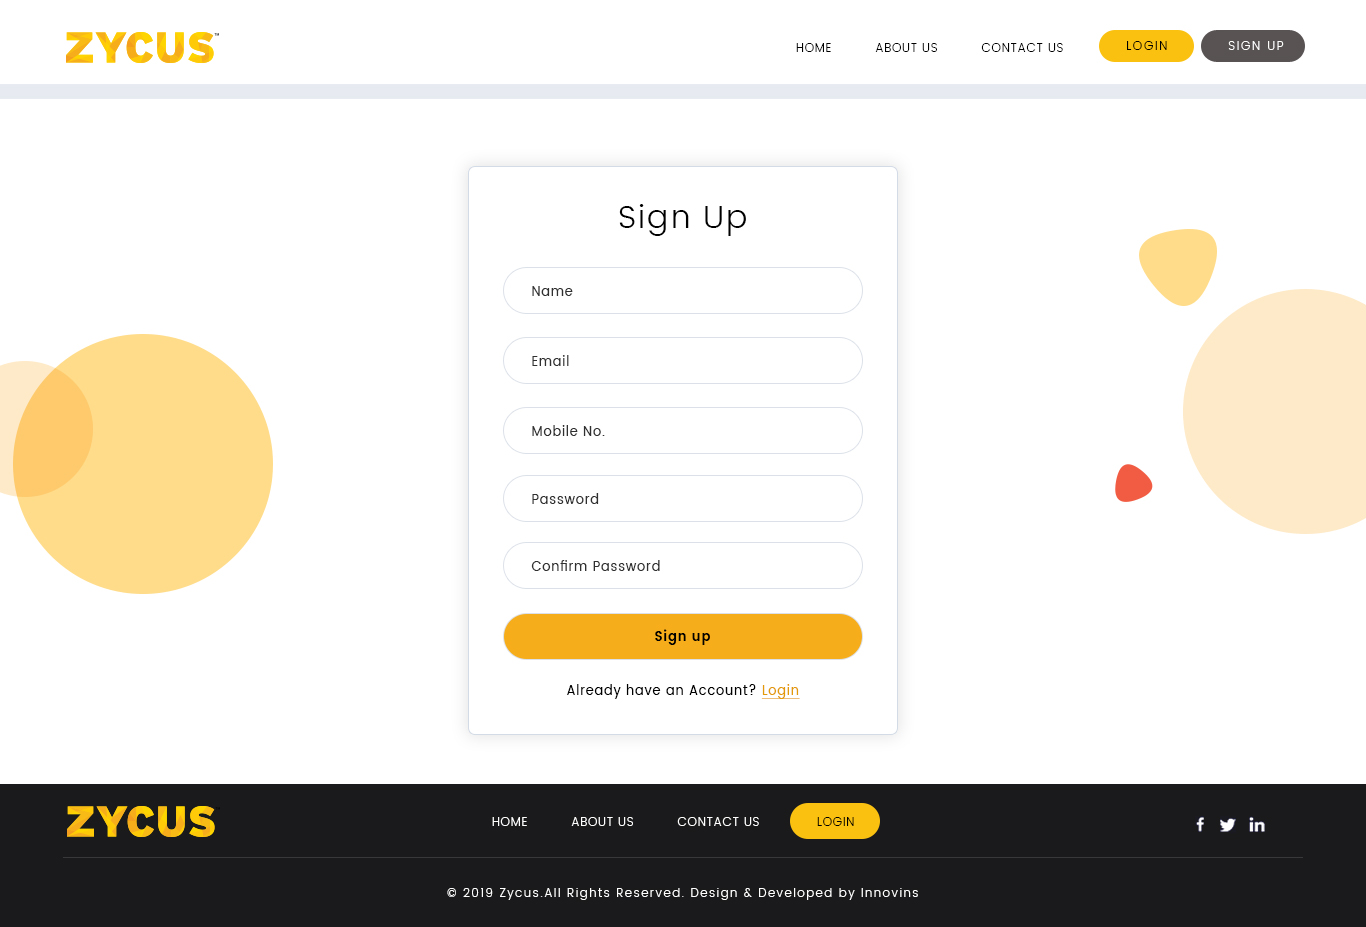 ZYCUS™
HOME ABOUT US CONTACT US LOGIN SIGN UP
Sign Up
Name
Email
Mobile No.
Password
Confirm Password
Sign up
Already have an Account? Login
ZYCUS
HOME ABOUT US CONTACT US LOGIN
© 2019 Zycus.All Rights Reserved. Design & Developed by Innovins